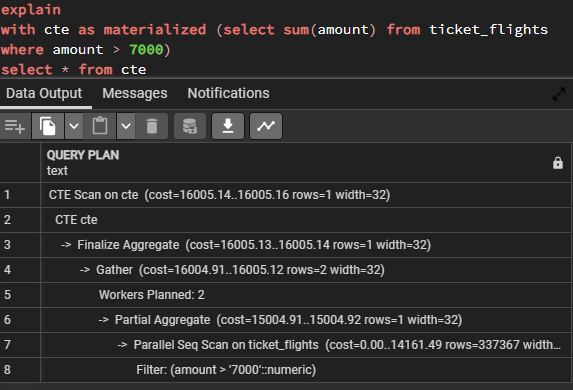 explain
with cte as materialized (select sum(amount) from ticket_flights
where amount > 7000)
select * from cte
Data Output Messages Notifications
QUERY PLAN
text
1 CTE Scan on cte (cost=16005.14..16005.16 rows=1 width=32)
2 CTE cte
3 -> Finalize Aggregate (cost=16005.13..16005.14 rows=1 width=32)
4 -> Gather (cost=16004.91..16005.12 rows=2 width=32)
5 Workers Planned: 2
6 -> Partial Aggregate (cost=15004.91..15004.92 rows=1 width=32)
7 -> Parallel Seq Scan on ticket_flights (cost=0.00..14161.49 rows=337367 width...
8 Filter: (amount > '7000'::numeric)